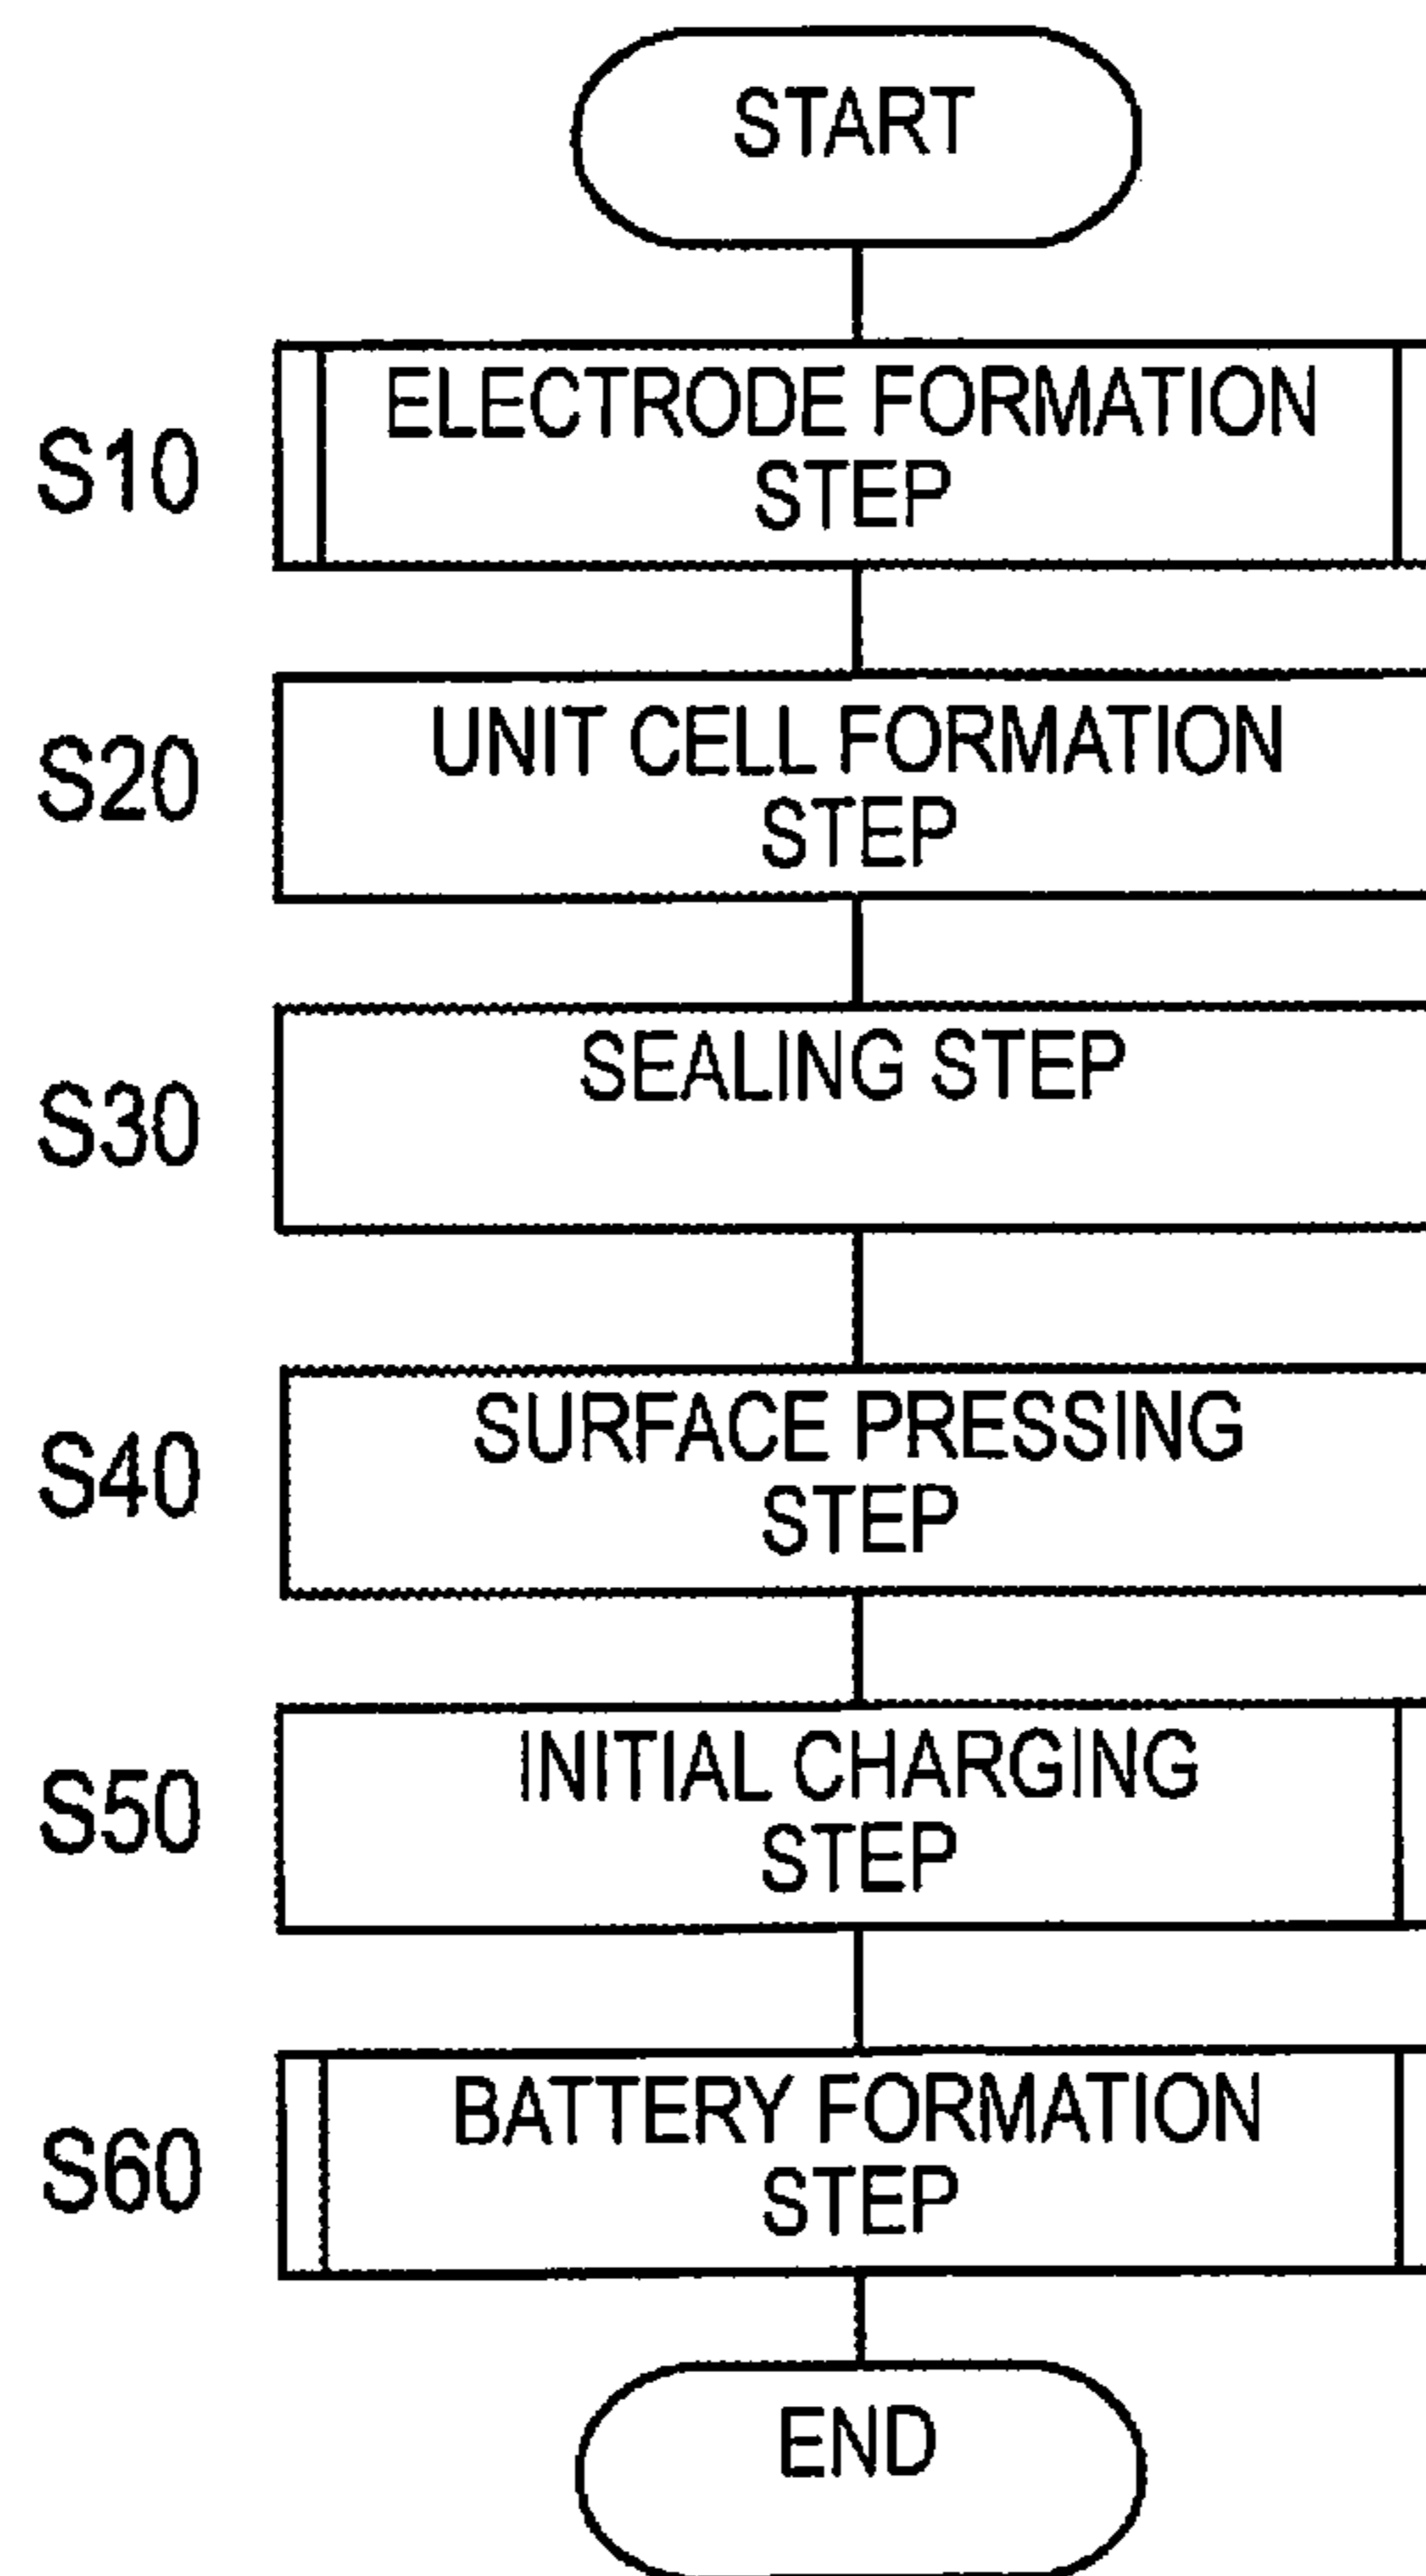 START
S10
ELECTRODE FORMATION
STEP
S20
UNIT CELL FORMATION
STEP
S30
SEALING STEP
S40
SURFACE PRESSING
STEP
S50
INITIAL CHARGING
STEP
S60
BATTERY FORMATION
STEP
END